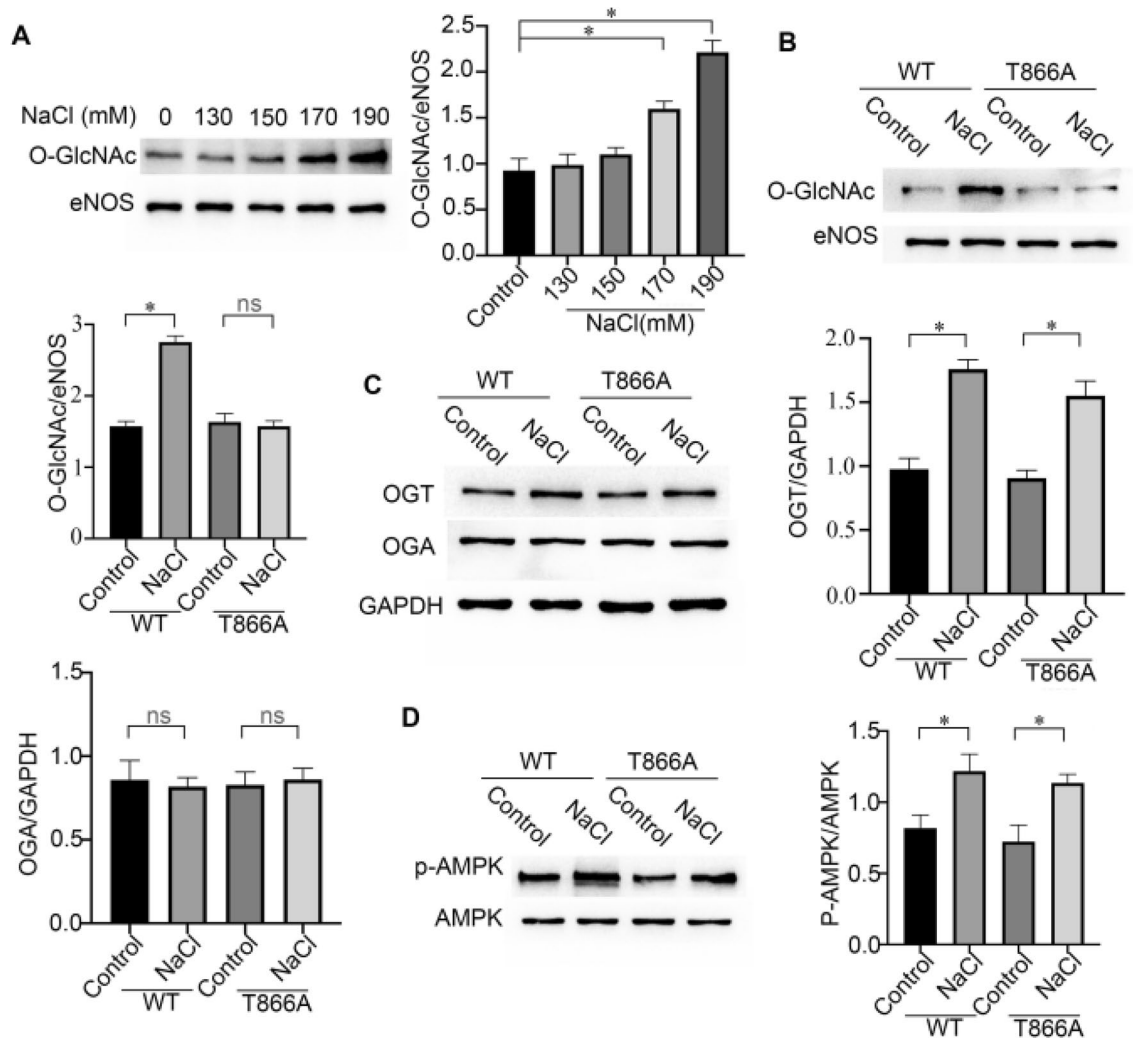 A
NaCl (mM) 0 130 150 170 190
O-GlcNAc
eNOS
O-GlcNAc/eNOS
2.5
2.0
1.5
1.0
0.5
0.0
* *
Control 130 150 170 190
NaCl(mM)
B
WT T866A
Control NaCl Control NaCl
O-GlcNAc
eNOS
O-GlcNAc/eNOS
3
2
1
0
* ns
Control NaCl Control NaCl
WT T866A
C
WT T866A
Control NaCl Control NaCl
OGT
OGA
GAPDH
OGT/GAPDH
2.0
1.5
1.0
0.5
0.0
* *
Control NaCl Control NaCl
WT T866A
OGA/GAPDH
1.5
1.0
0.5
0.0
ns ns
Control NaCl Control NaCl
WT T866A
D
WT T866A
Control NaCl Control NaCl
p-AMPK
AMPK
P-AMPK/AMPK
1.5
1.0
0.5
0.0
* *
Control NaCl Control NaCl
WT T866A